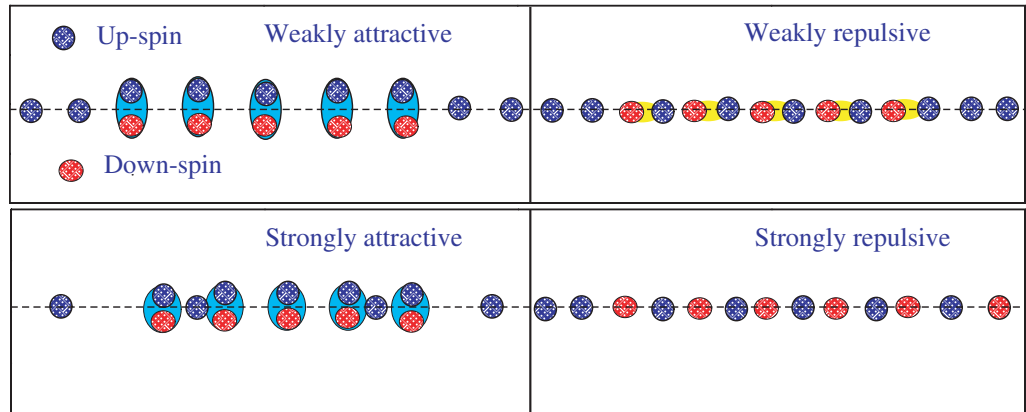 Up-spin
Weakly attractive
Weakly repulsive
Down-spin
Strongly attractive
Strongly repulsive